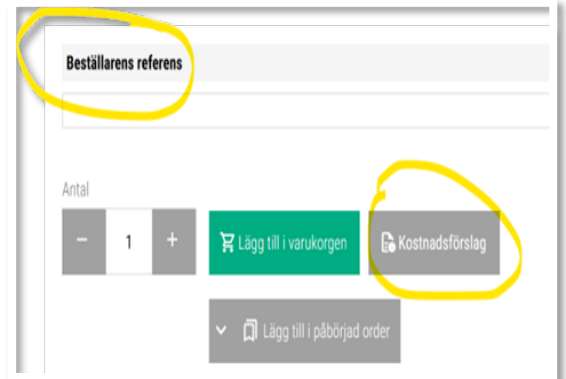 Beställarens referens
Antal
− 1 + Lägg till i varukorgen Kostnadsförslag
Lägg till i påbörjad order